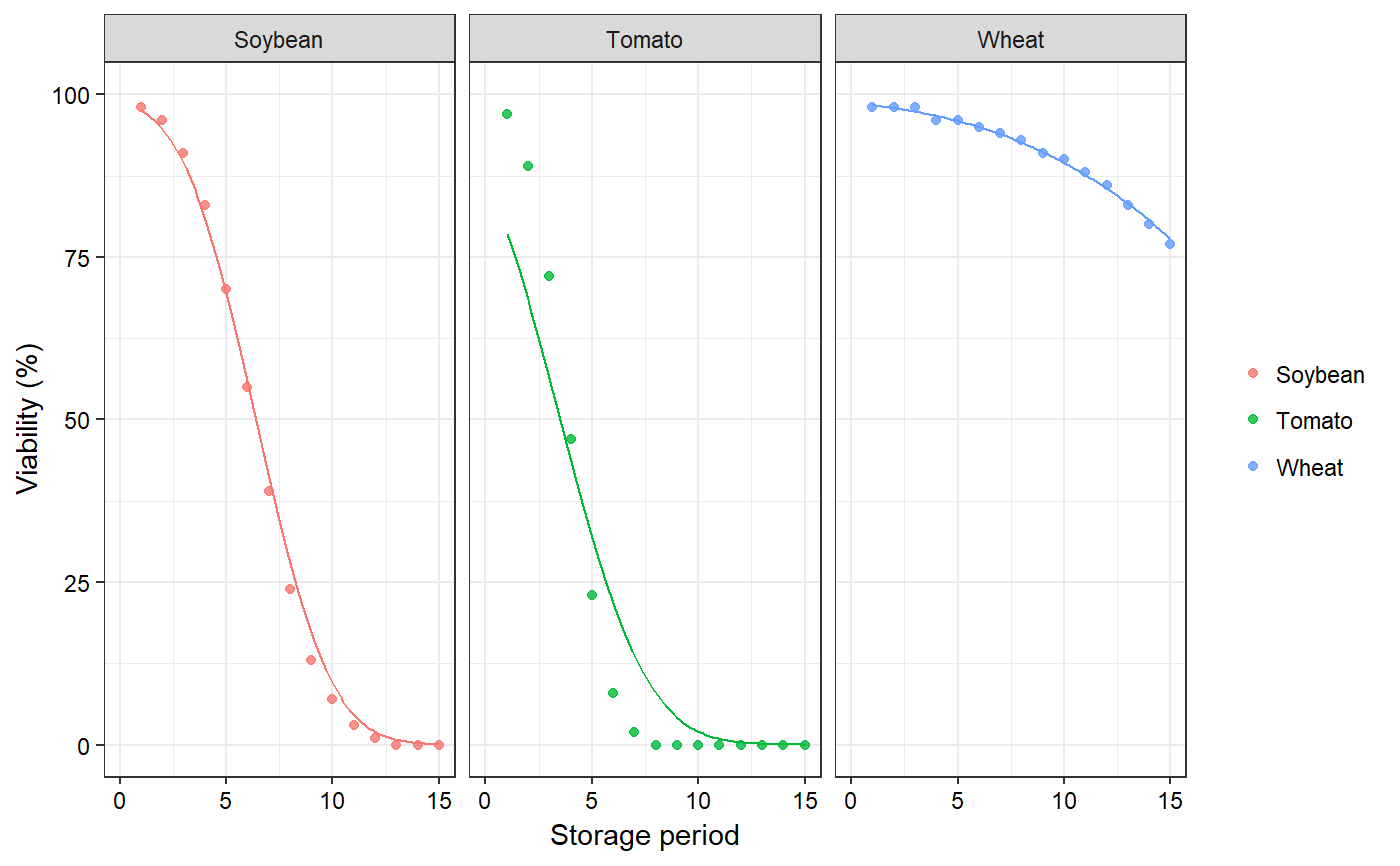 Soybean Tomato Wheat
100
75
50
25
0
Viability (%)
0 5 10 15 0 5 10 15 0 5 10 15
Storage period
Soybean
Tomato
Wheat